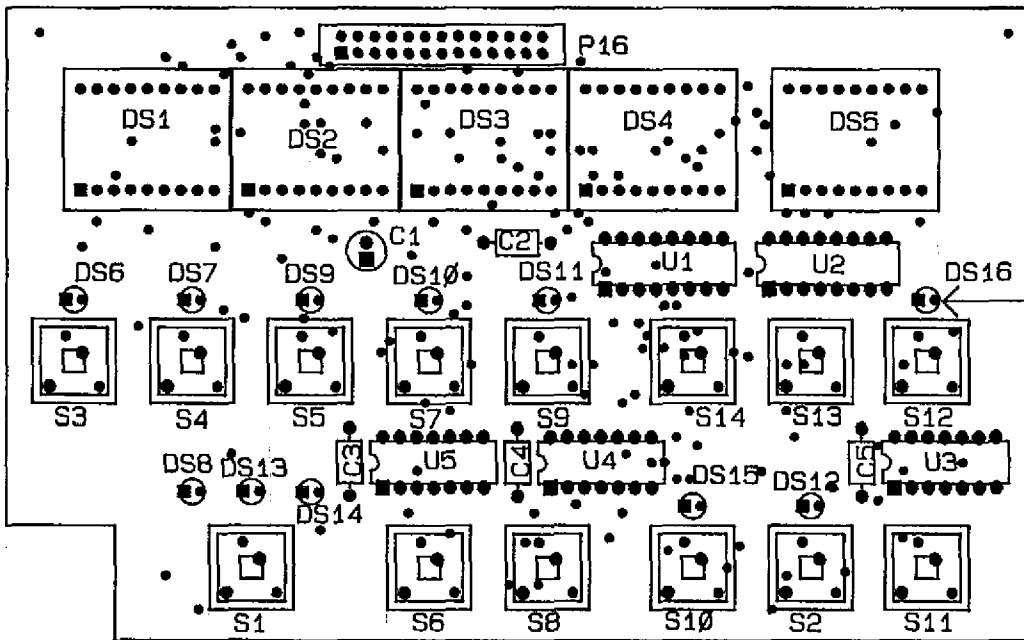 P16
DS1
DS2
DS3
DS4
DS5
C1
C2
U1
U2
DS6
DS7
DS9
DS10
DS11
DS16
S3
S4
S5
S7
S9
S14
S13
S12
C3
U5
C4
U4
C5
U3
DS8
DS13
DS14
DS15
DS12
S1
S6
S8
S10
S2
S11